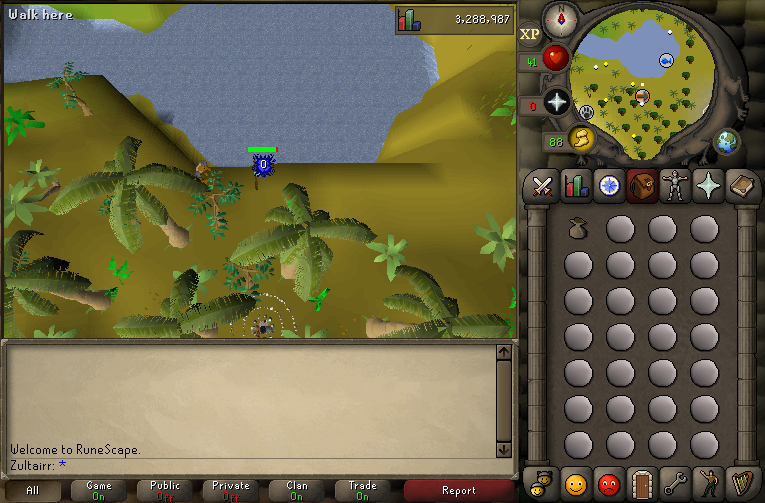 Walk here
3,288,987
XP
N
41
0
0
88
Welcome to RuneScape.
Zultairr: *
All
Game
On
Public
Off
Private
Off
Clan
On
Trade
On
Report